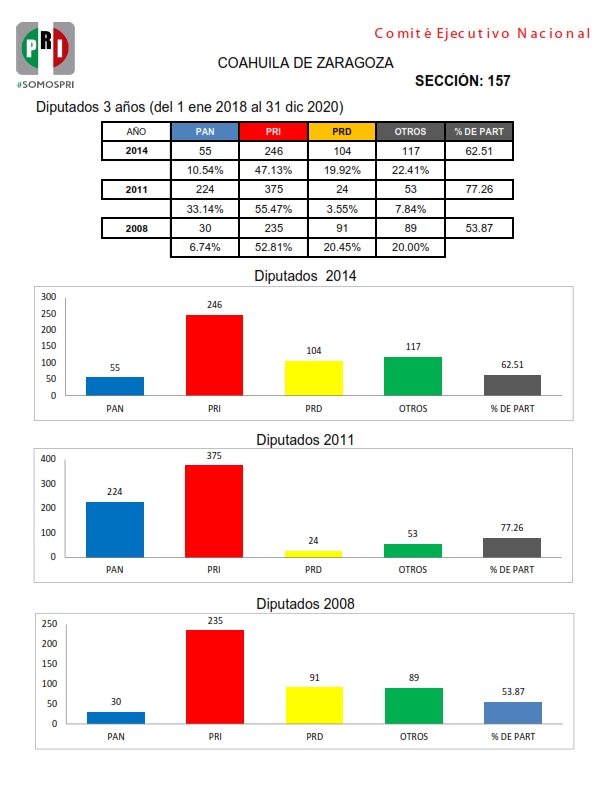 Comité Ejecutivo Nacional
PRI
#SOMOSPRI
COAHUILA DE ZARAGOZA
SECCIÓN: 157
Diputados 3 años (del 1 ene 2018 al 31 dic 2020)
AÑO PAN PRI PRD OTROS % DE PART
2014 55 246 104 117 62.51
10.54% 47.13% 19.92% 22.41%
2011 224 375 24 53 77.26
33.14% 55.47% 3.55% 7.84%
2008 30 235 91 89 53.87
6.74% 52.81% 20.45% 20.00%
Diputados 2014
300
250
200
150
100
50
0
55 246 104 117 62.51
PAN PRI PRD OTROS % DE PART
Diputados 2011
400
300
200
100
0
224 375 24 53 77.26
PAN PRI PRD OTROS % DE PART
Diputados 2008
250
200
150
100
50
0
30 235 91 89 53.87
PAN PRI PRD OTROS % DE PART